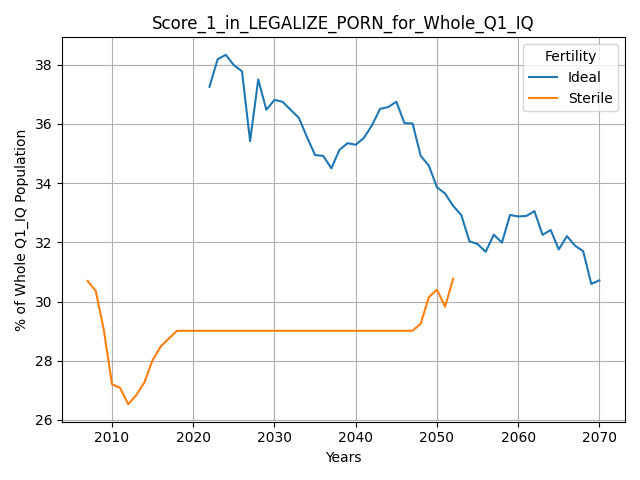 Score_1_in_LEGALIZE_PORN_for_Whole_Q1_IQ
Fertility
Ideal
Sterile
% of Whole Q1_IQ Population
38
36
34
32
30
28
26
2010
2020
2030
2040
2050
2060
2070
Years